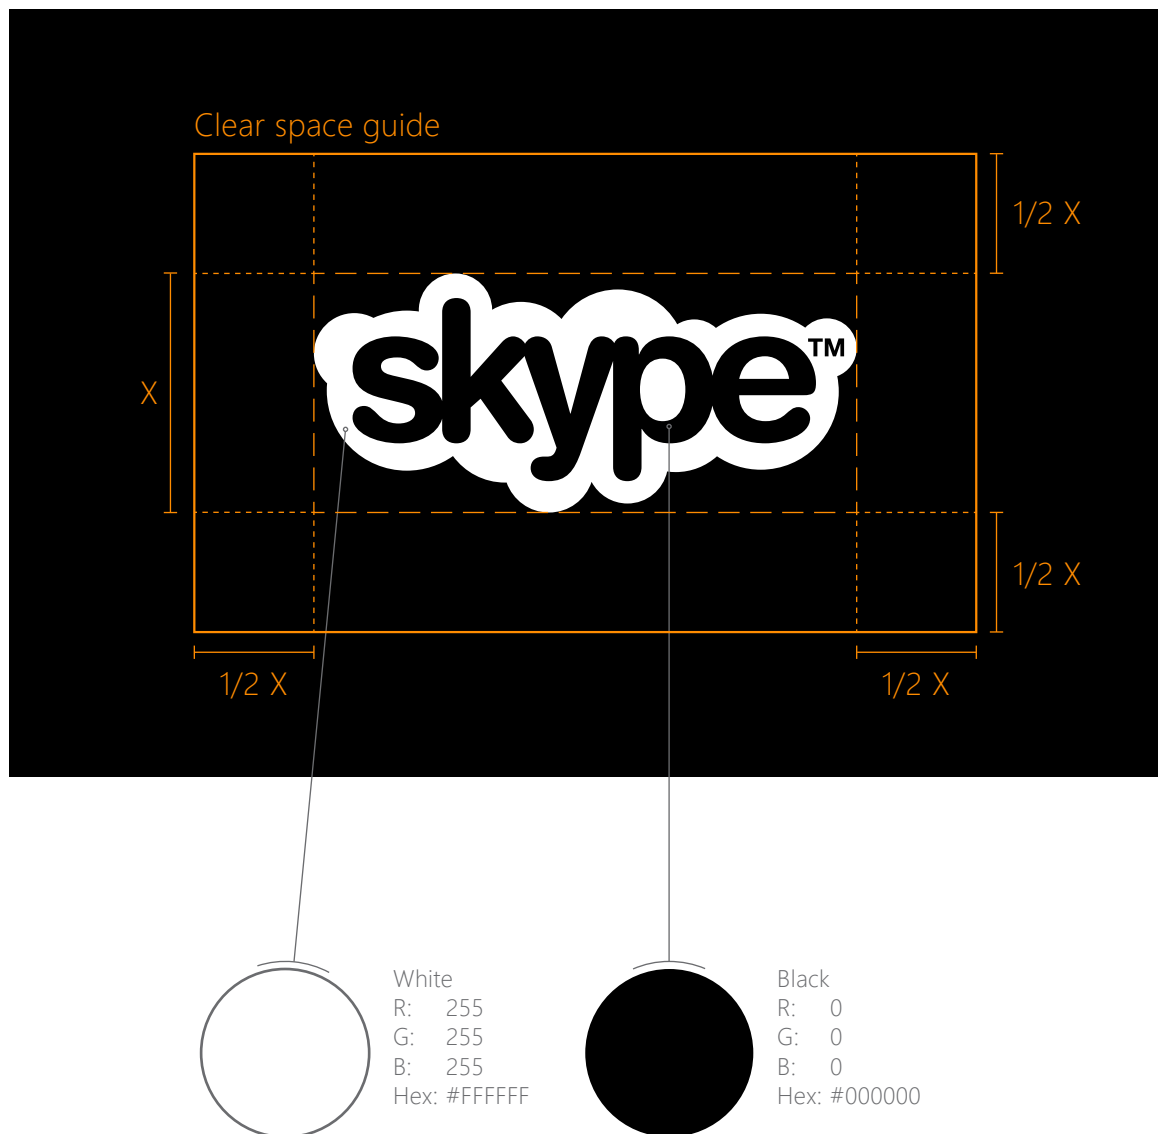 Clear space guide
1/2 X
skype™
X
1/2 X
1/2 X
1/2 X
White
R: 255
G: 255
B: 255
Hex: #FFFFFF
Black
R: 0
G: 0
B: 0
Hex: #000000